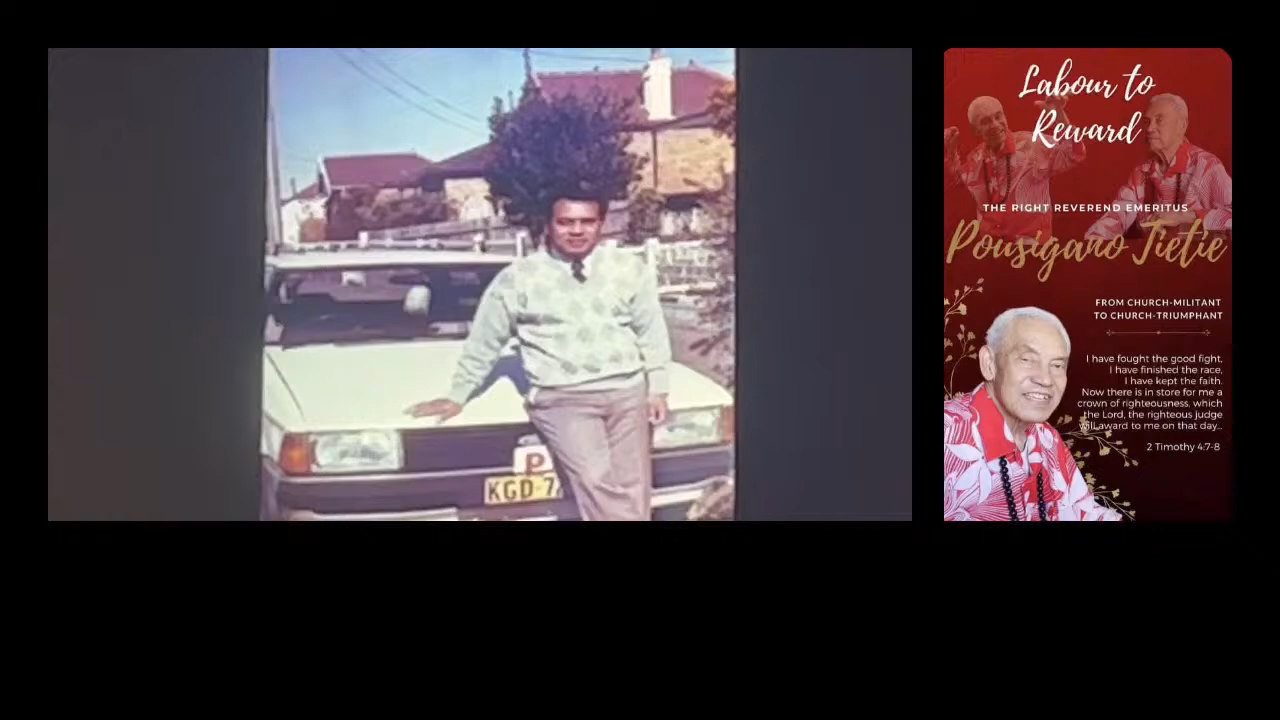 P
KGD·7
Labour to
Reward
THE RIGHT REVEREND EMERITUS
Pousigano Tietie
FROM CHURCH-MILITANT
TO CHURCH-TRIUMPHANT
I have fought the good fight,
I have finished the race,
I have kept the faith.
Now there is in store for me a
crown of righteousness, which
the Lord, the righteous judge
will award to me on that day...
2 Timothy 4:7-8